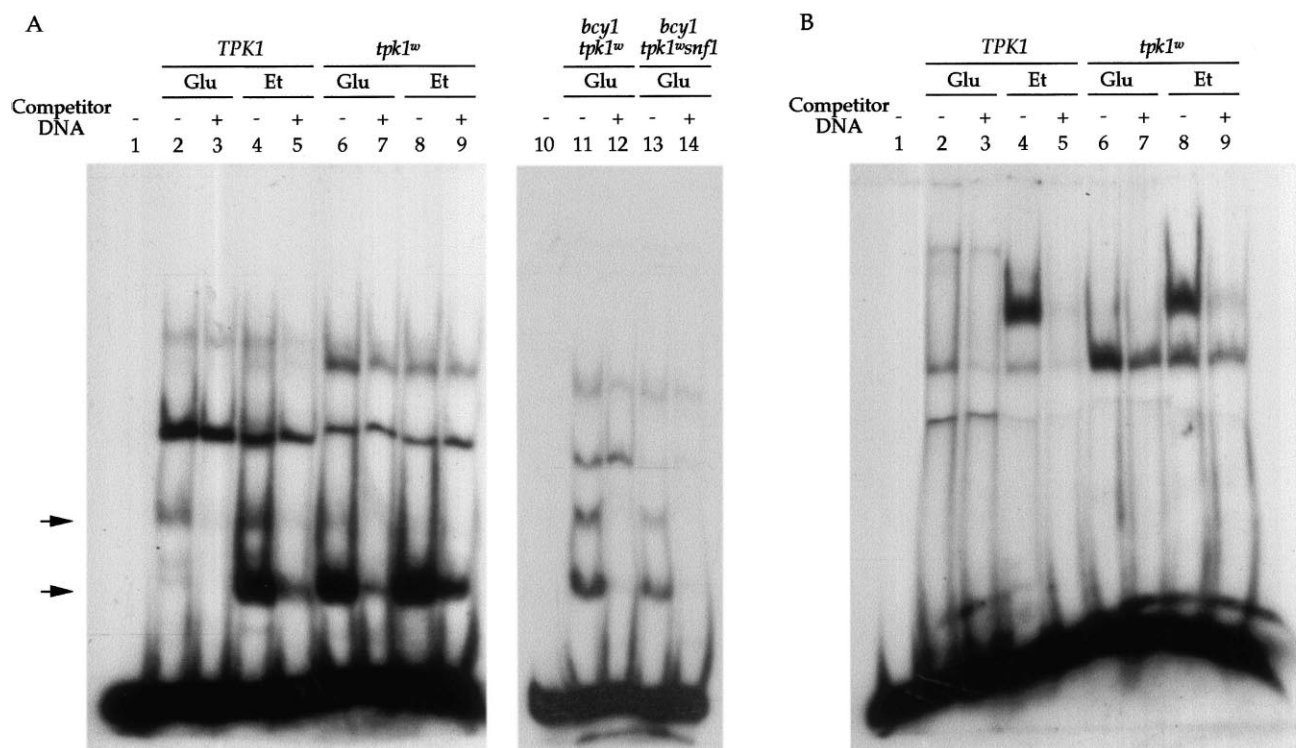 A
TPK1 tpk1ʷ
Glu Et Glu Et
Competitor DNA
- + - + - + - +
1 2 3 4 5 6 7 8 9
bcy1 tpk1ʷ bcy1 tpk1ʷsnf1
Glu Glu
- + - +
10 11 12 13 14
B
TPK1 tpk1ʷ
Glu Et Glu Et
Competitor DNA
- + - + - + - +
1 2 3 4 5 6 7 8 9